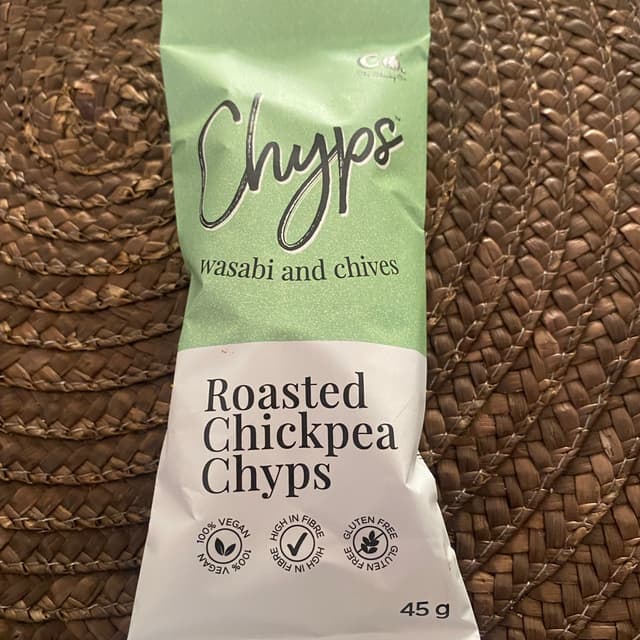 Chyps™
wasabi and chives
Roasted
Chickpea
Chyps
100% VEGAN 100% VEGAN
HIGH IN FIBRE HIGH IN FIBRE
GLUTEN FREE GLUTEN FREE
45 g